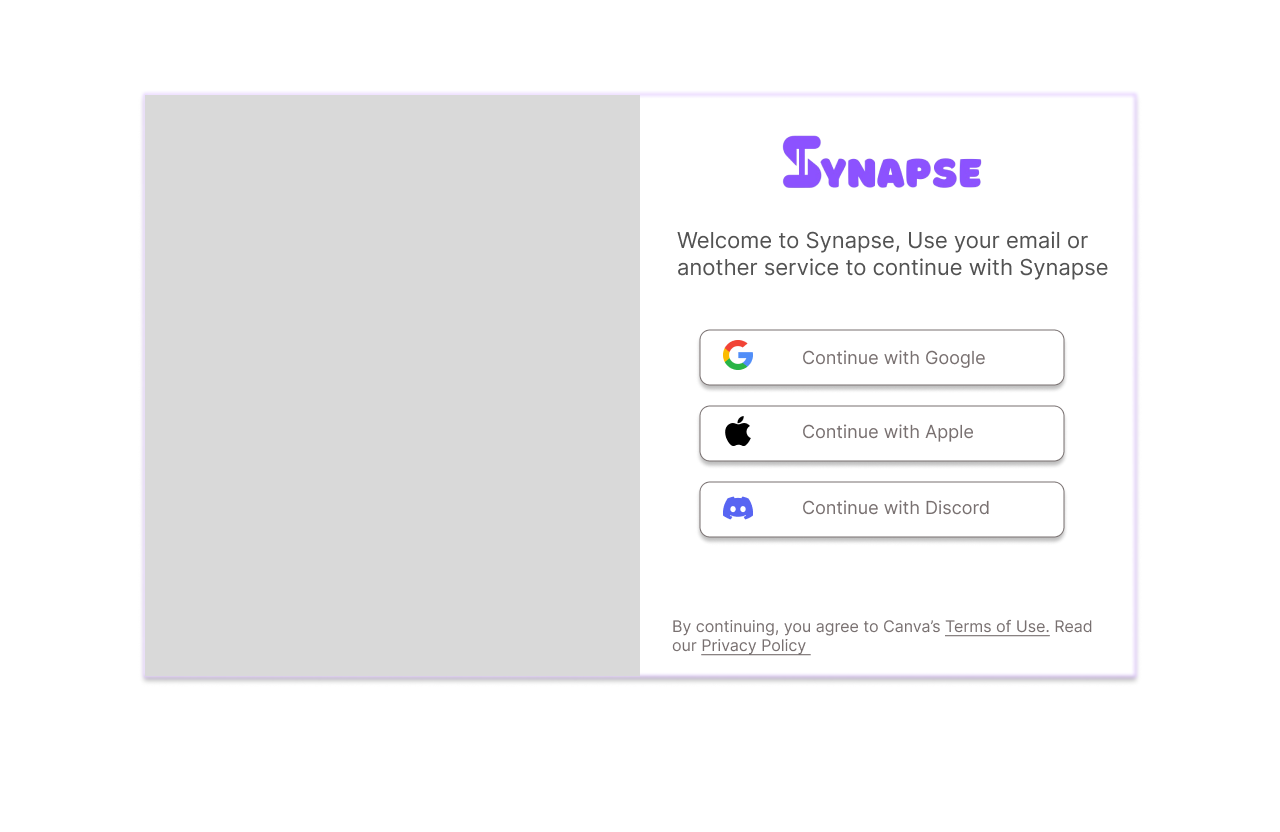 SYNAPSE
Welcome to Synapse, Use your email or
another service to continue with Synapse
Continue with Google
Continue with Apple
Continue with Discord
By continuing, you agree to Canva’s Terms of Use. Read
our Privacy Policy